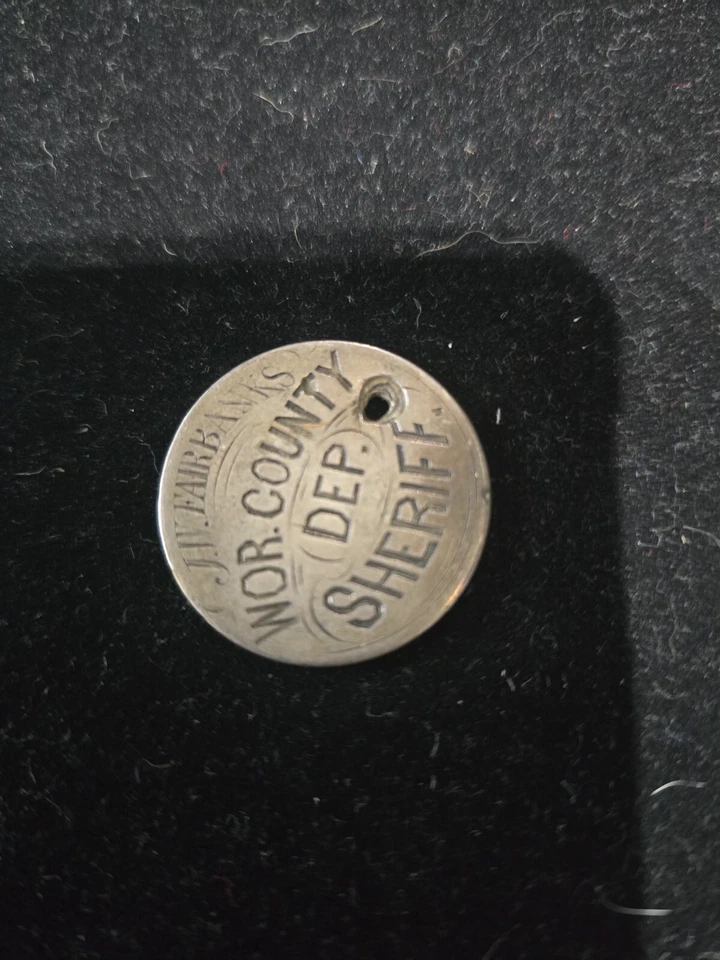 J.W. FAIRBANKS
WOR. COUNTY
DEP.
SHERIFF.